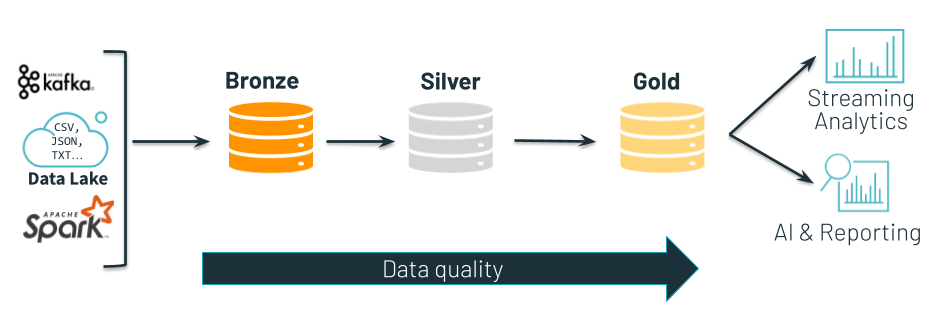 APACHE
kafka
CSV,
JSON,
TXT...
Data Lake
APACHE
Spark
Bronze
Silver
Gold
Streaming
Analytics
AI & Reporting
Data quality